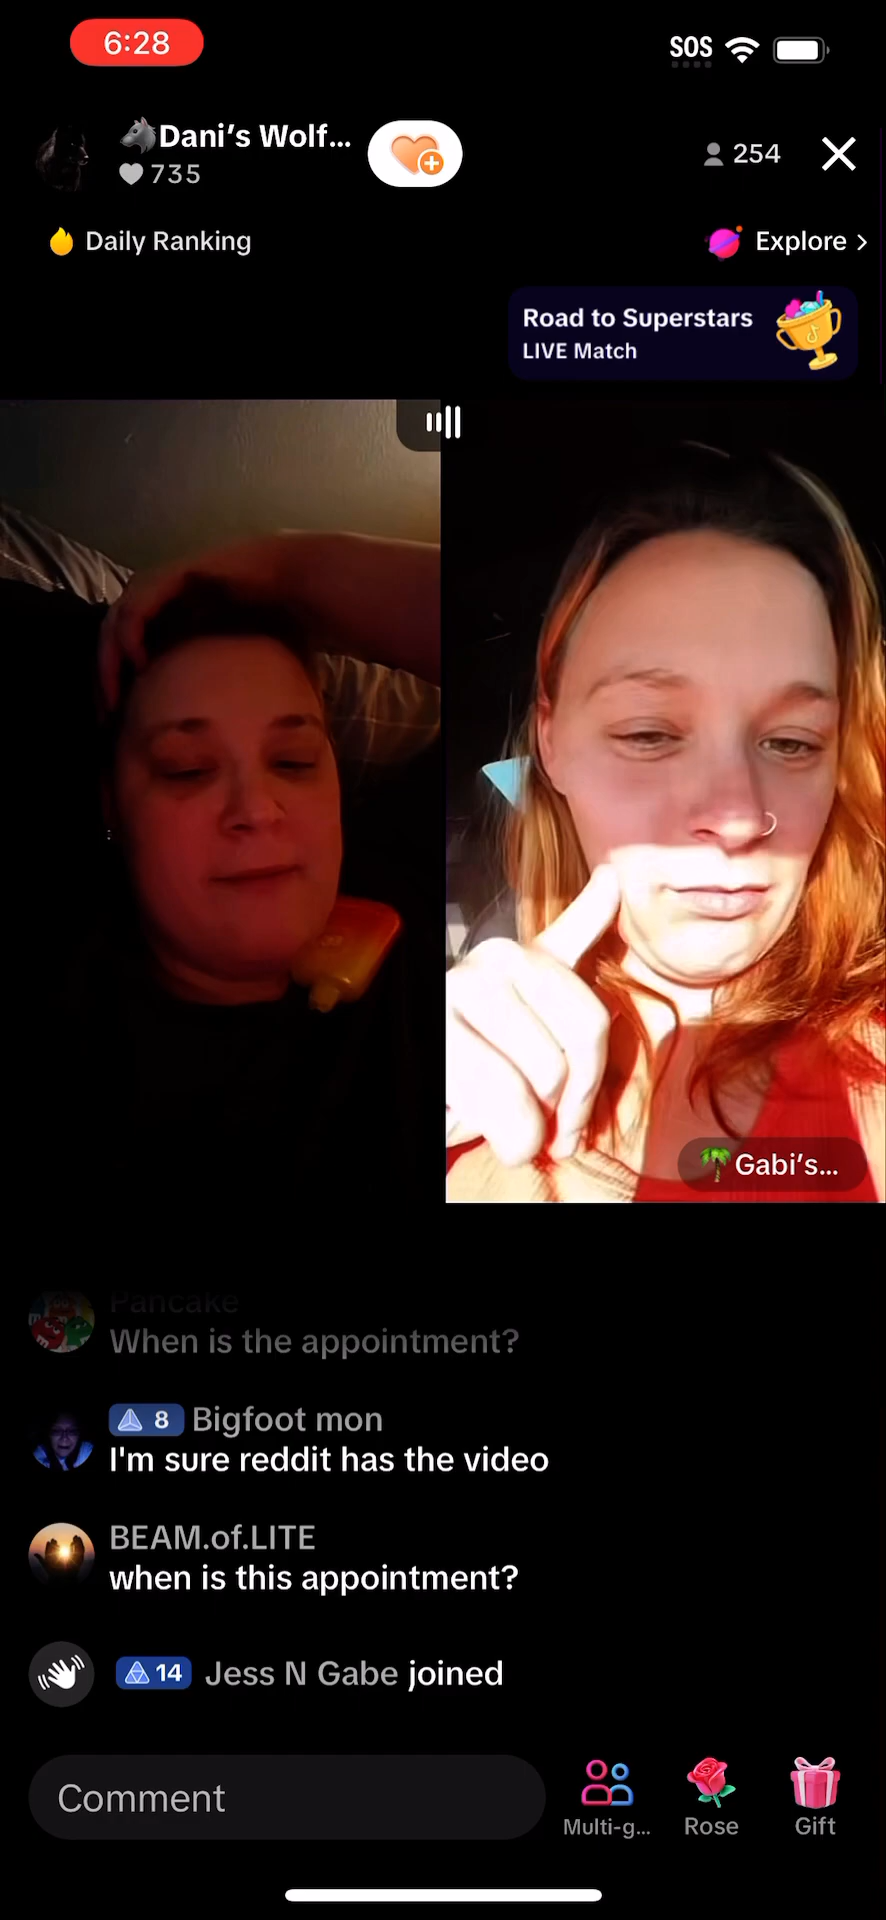 6:28
SOS
Dani's Wolf...
735
254
Daily Ranking
Explore >
Road to Superstars
LIVE Match
Gabi's...
Pancake
When is the appointment?
8 Bigfoot mon
I'm sure reddit has the video
BEAM.of.LITE
when is this appointment?
14 Jess N Gabe joined
Comment
Multi-g...
Rose
Gift